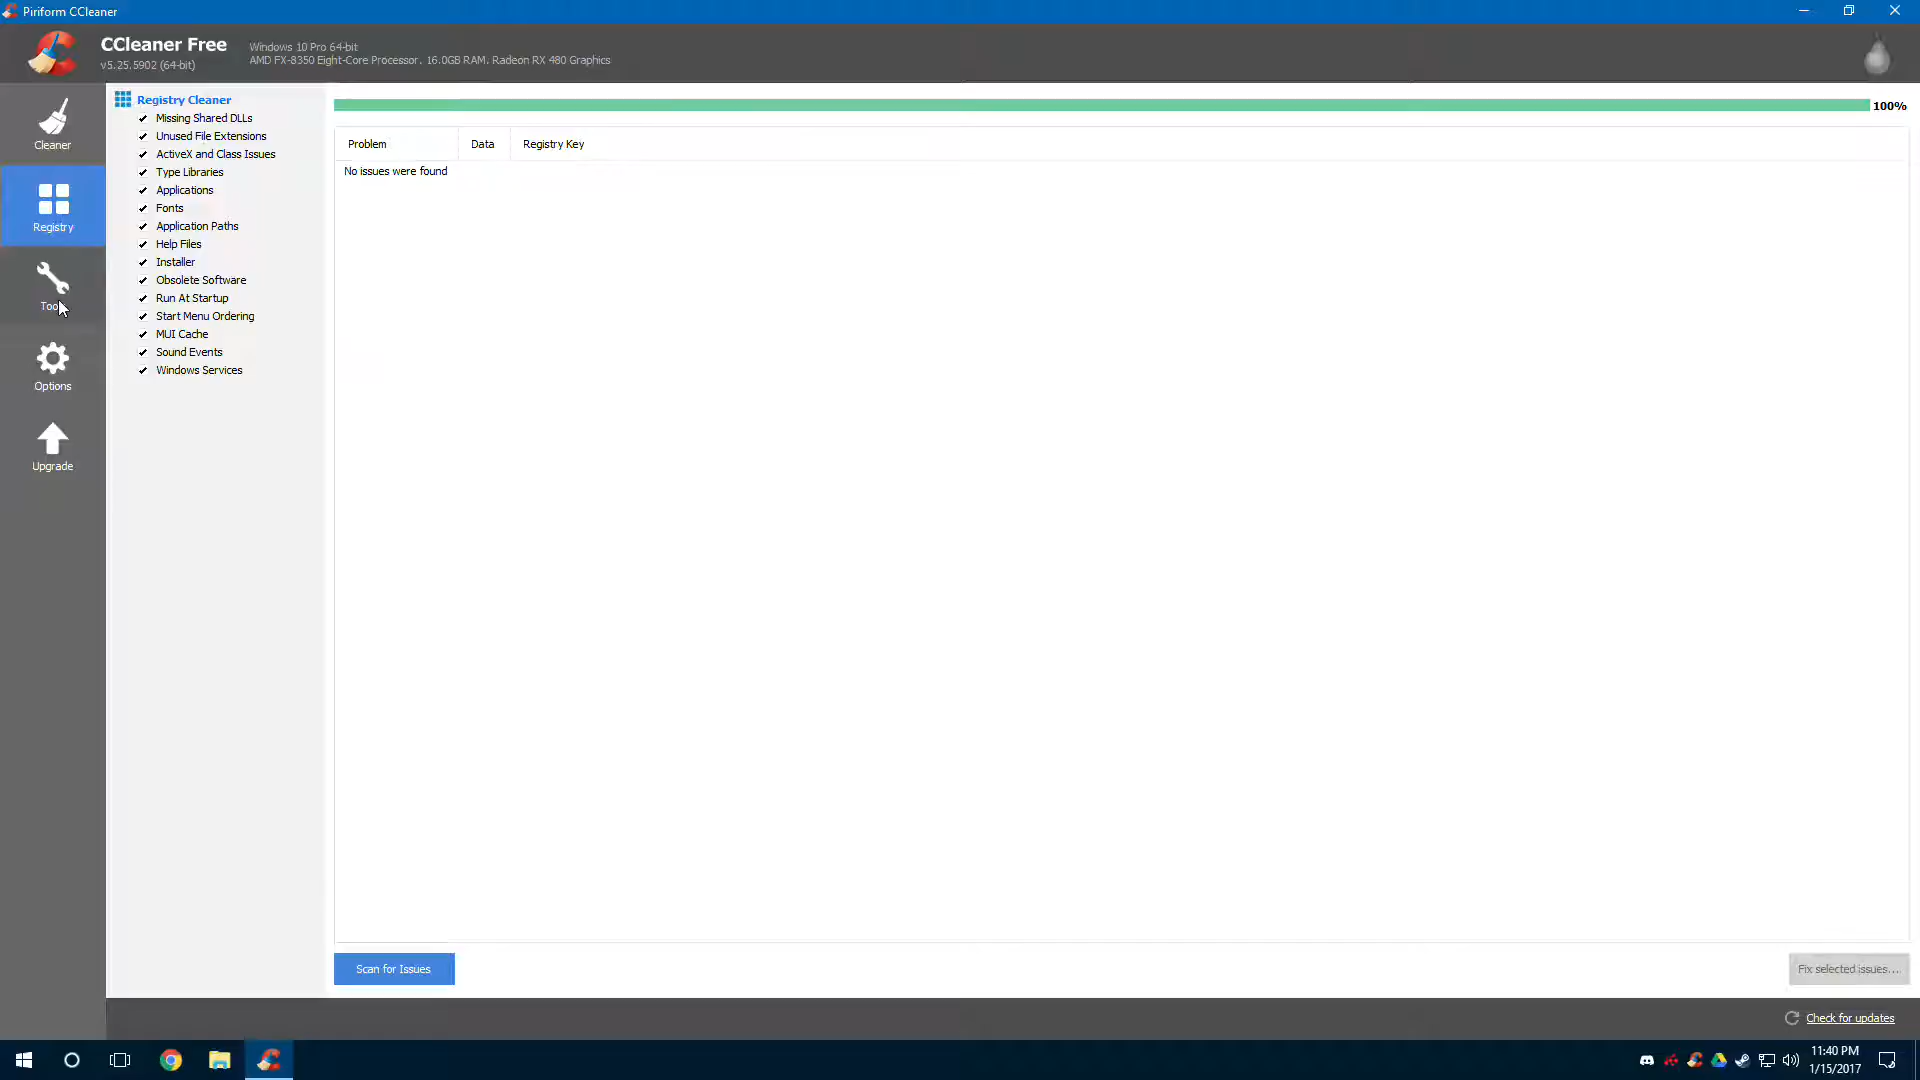 Piriform CCleaner
CCleaner Free
v5.25.5902 (64-bit)
Windows 10 Pro 64-bit
AMD FX-8350 Eight-Core Processor, 16.0GB RAM, Radeon RX 480 Graphics
Cleaner
Registry
Options
Upgrade
Registry Cleaner
Missing Shared DLLs
Unused File Extensions
ActiveX and Class Issues
Type Libraries
Applications
Fonts
Application Paths
Help Files
Installer
Obsolete Software
Run At Startup
Start Menu Ordering
MUI Cache
Sound Events
Windows Services
100%
Problem Data Registry Key
No issues were found
Scan for Issues
Fix selected issues...
Check for updates
11:40 PM
1/15/2017